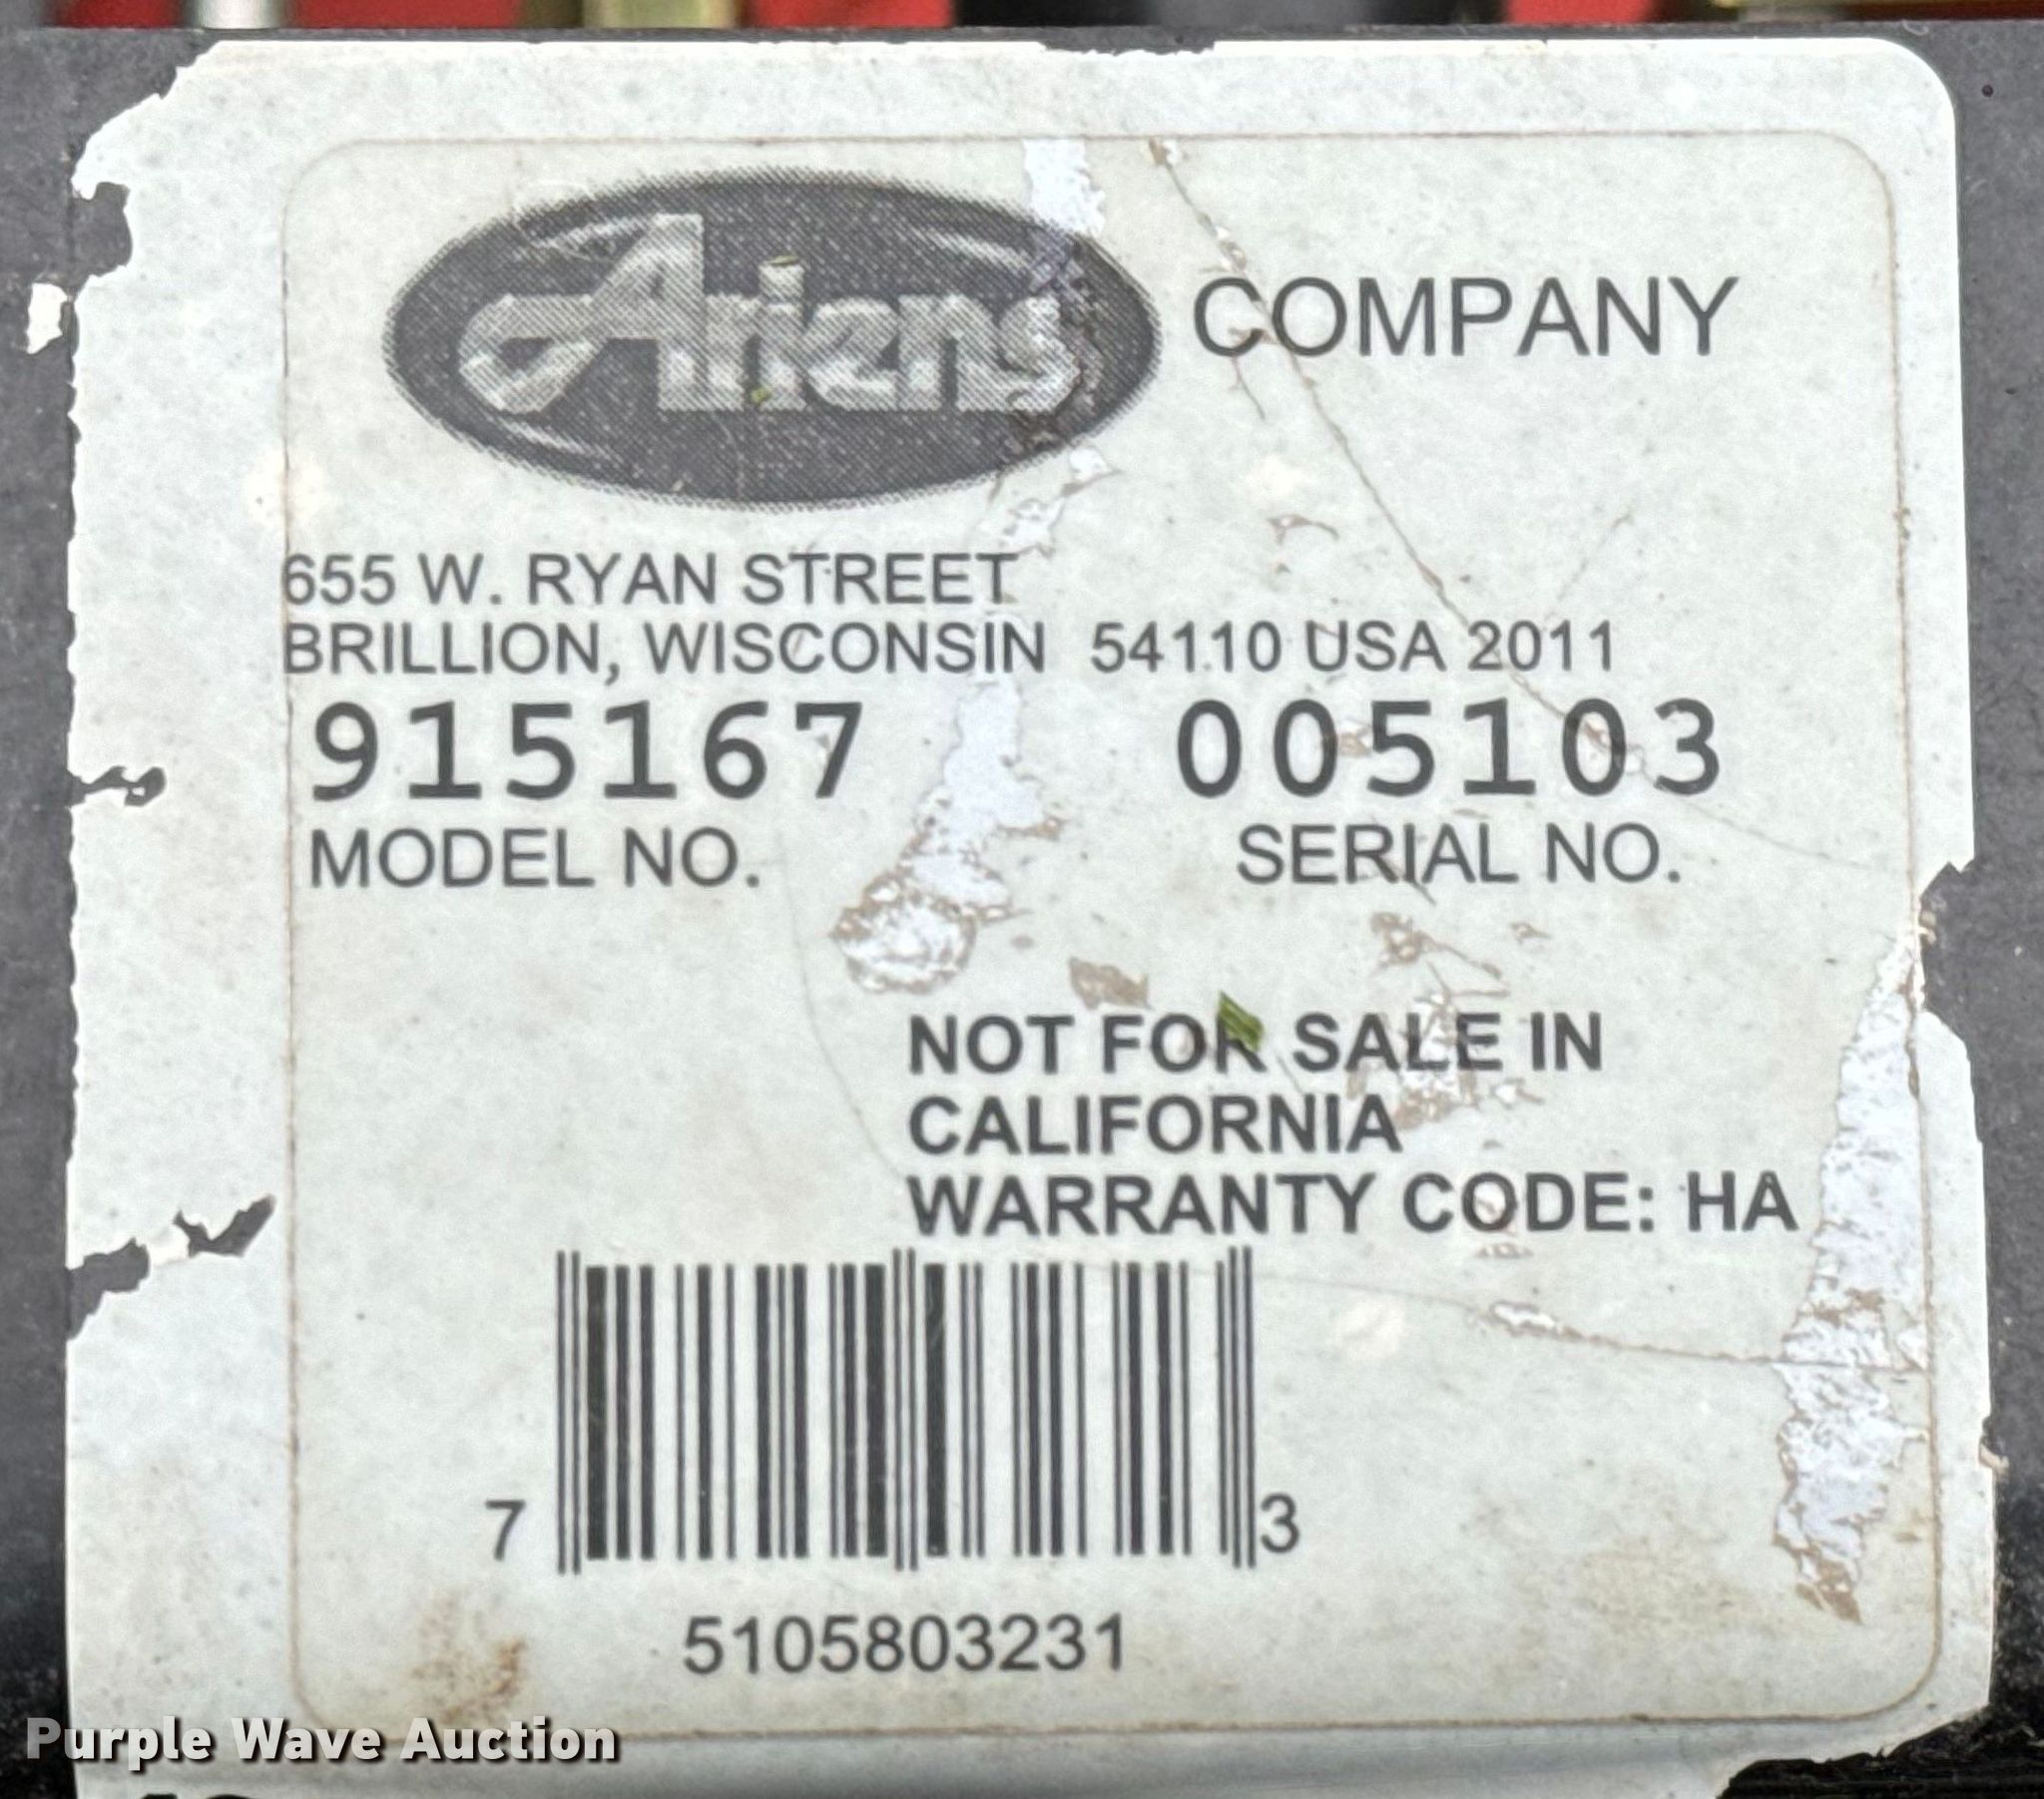 Ariens COMPANY
655 W. RYAN STREET
BRILLION, WISCONSIN 54110 USA 2011
915167 005103
MODEL NO. SERIAL NO.
NOT FOR SALE IN
CALIFORNIA
WARRANTY CODE: HA
7 3
5105803231
Purple Wave Auction